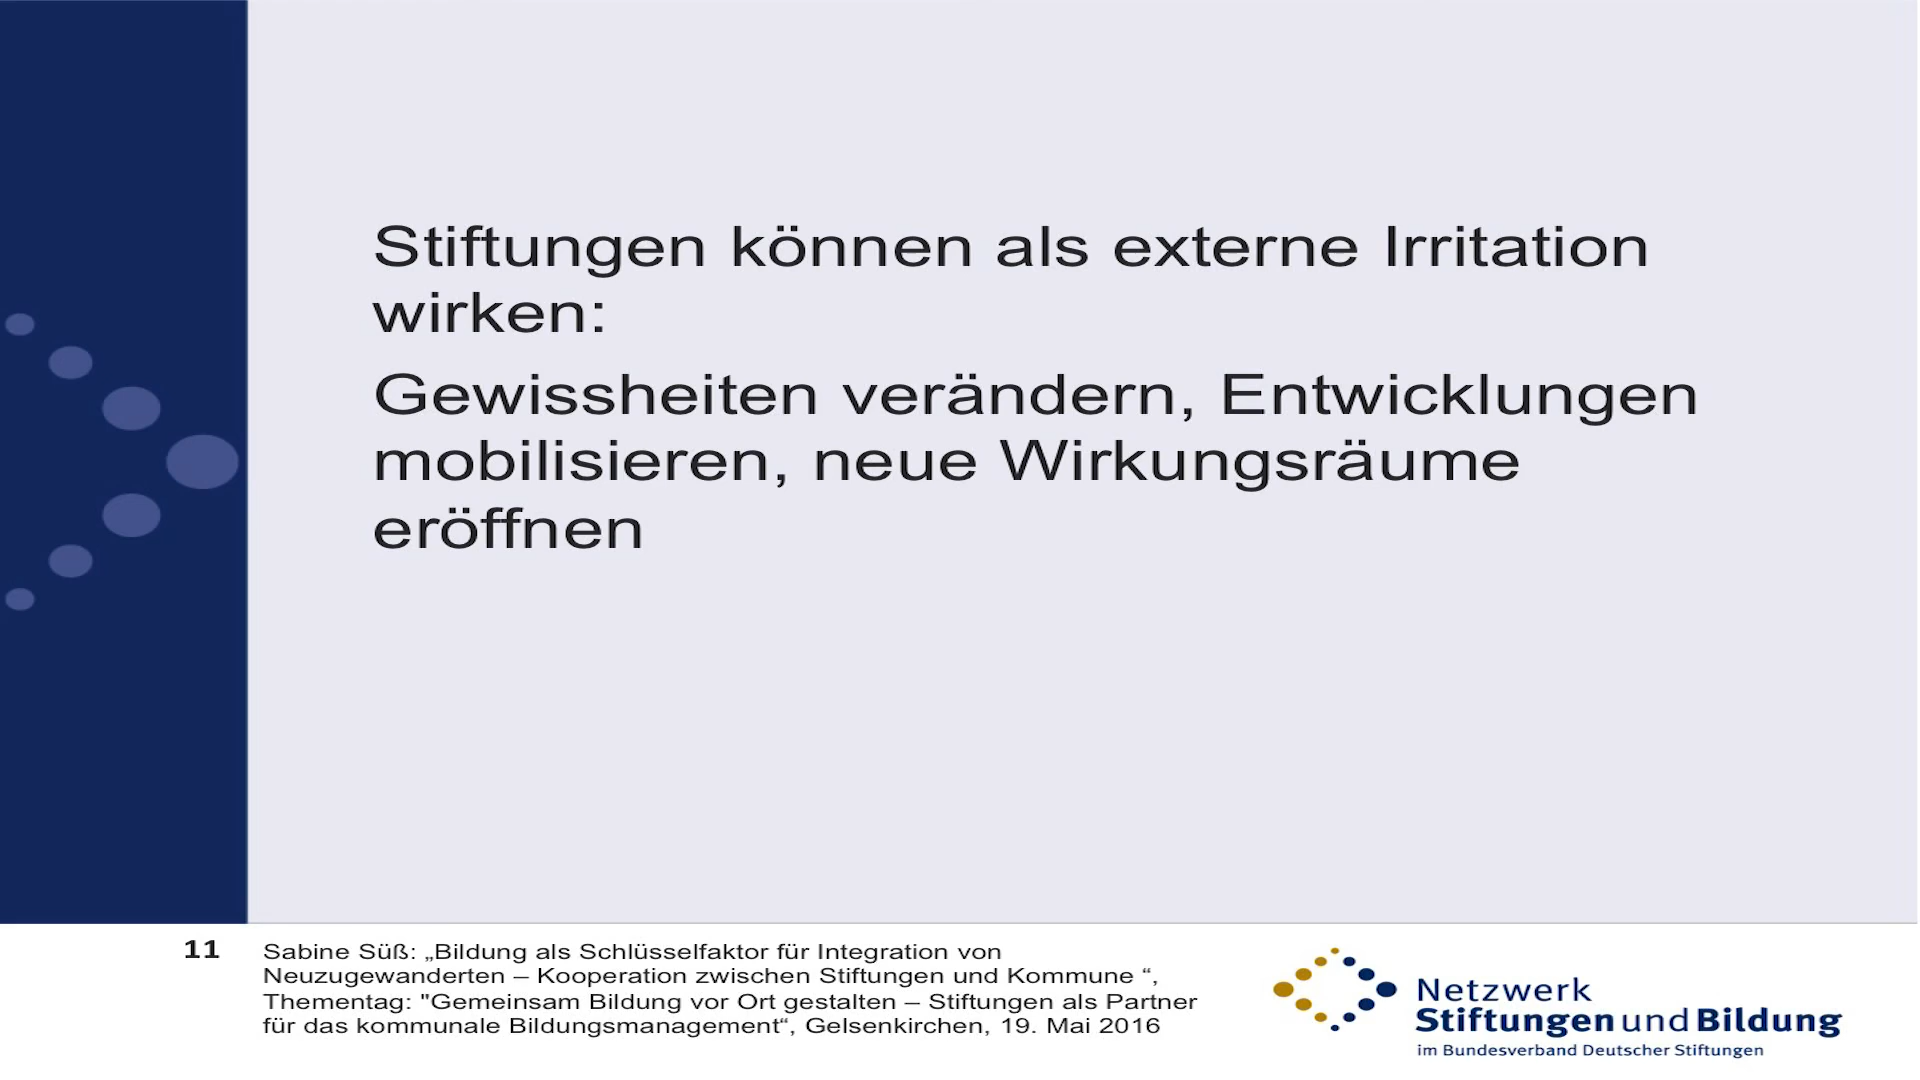 Stiftungen können als externe Irritation
wirken:
Gewissheiten verändern, Entwicklungen
mobilisieren, neue Wirkungsräume
eröffnen
11
Sabine Süß: „Bildung als Schlüsselfaktor für Integration von
Neuzugewanderten – Kooperation zwischen Stiftungen und Kommune “,
Thementag: "Gemeinsam Bildung vor Ort gestalten – Stiftungen als Partner
für das kommunale Bildungsmanagement“, Gelsenkirchen, 19. Mai 2016
Netzwerk
Stiftungen und Bildung
im Bundesverband Deutscher Stiftungen